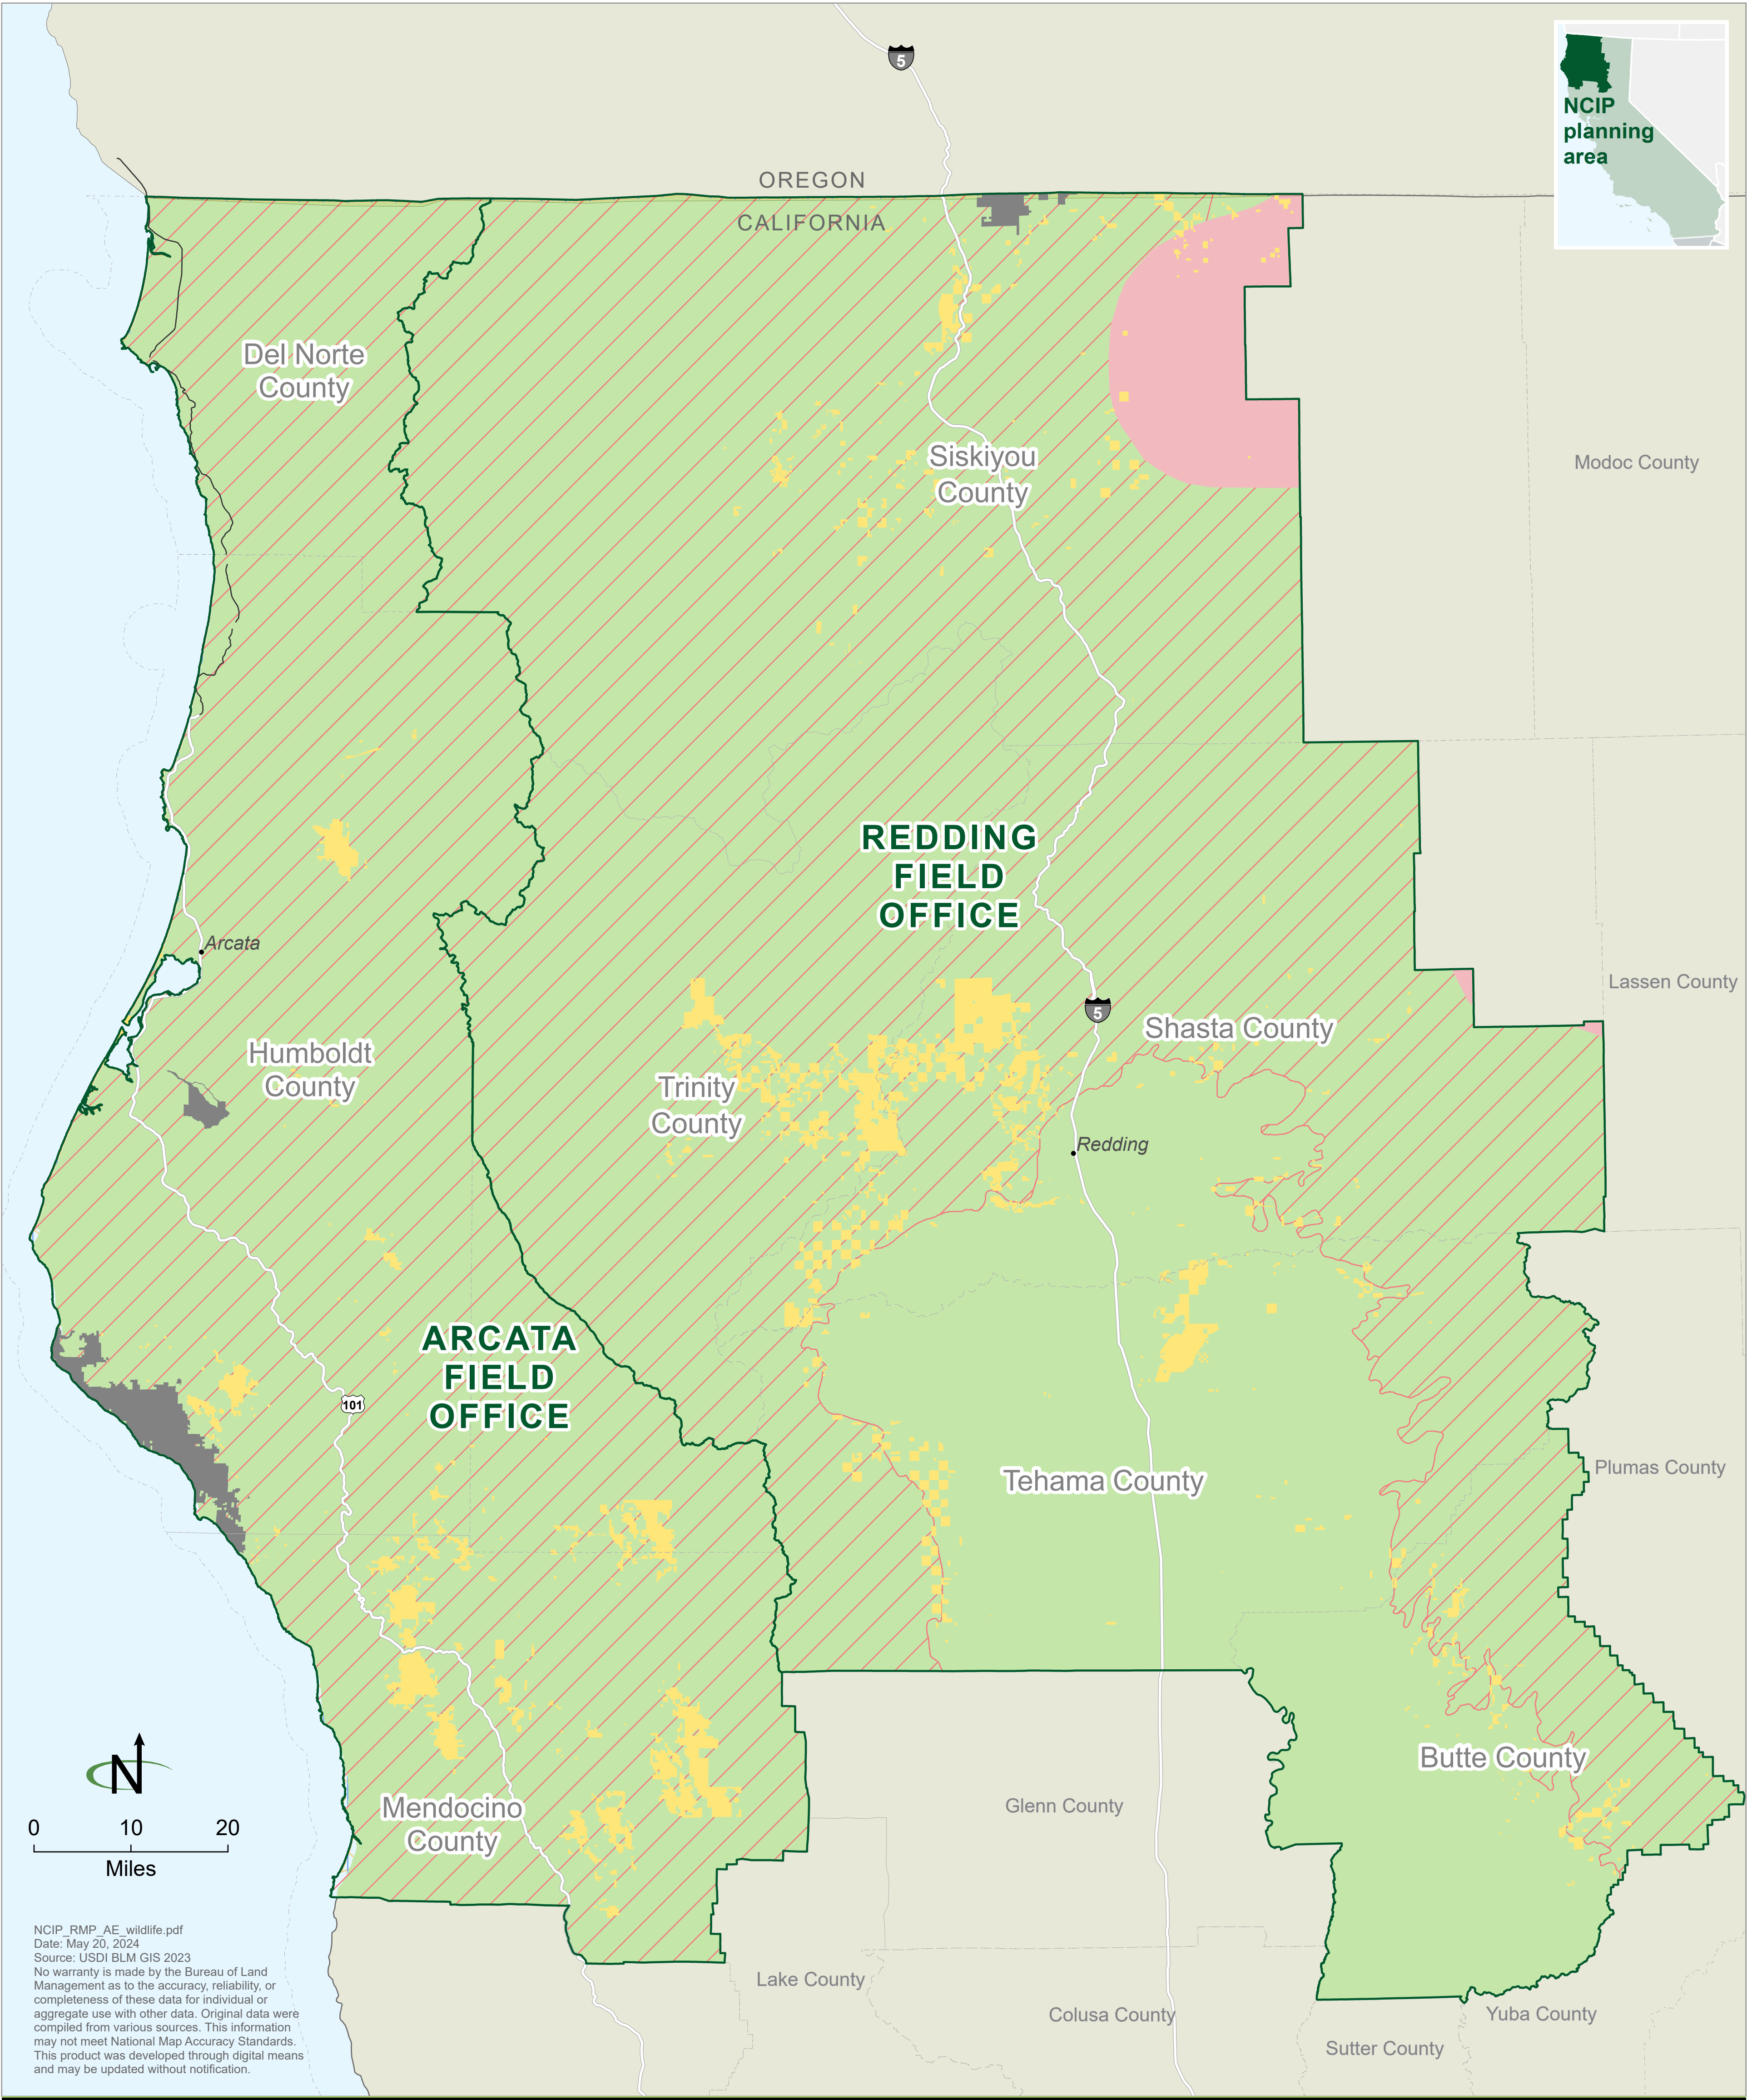 5
NCIP
planning
area
OREGON
CALIFORNIA
Del Norte
County
Siskiyou
County
Modoc County
REDDING
FIELD
OFFICE
Arcata
Lassen County
5
Shasta County
Humboldt
County
Trinity
County
Redding
ARCATA
FIELD
OFFICE
101
Tehama County
Plumas County
N
Butte County
Mendocino
County
Glenn County
0 10 20
Miles
NCIP_RMP_AE_wildlife.pdf
Date: May 20, 2024
Source: USDI BLM GIS 2023
No warranty is made by the Bureau of Land
Management as to the accuracy, reliability, or
completeness of these data for individual or
aggregate use with other data. Original data were
compiled from various sources. This information
may not meet National Map Accuracy Standards.
This product was developed through digital means
and may be updated without notification.
Lake County
Colusa County
Yuba County
Sutter County